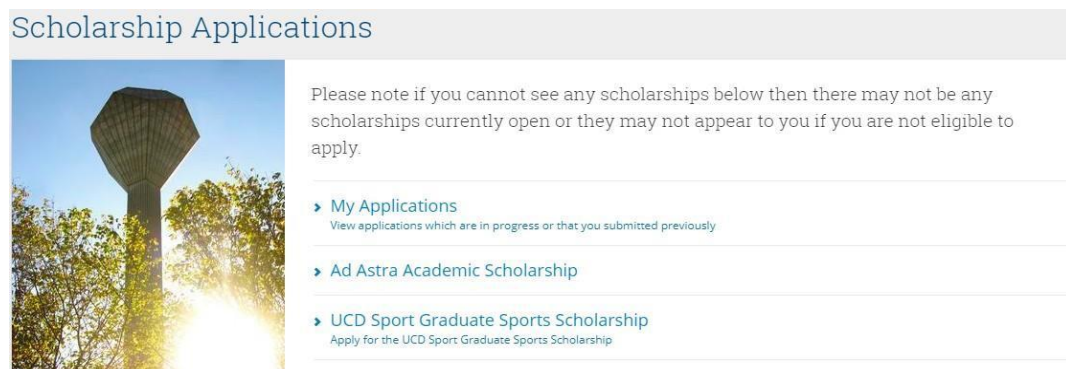 Scholarship Applications
Please note if you cannot see any scholarships below then there may not be any
scholarships currently open or they may not appear to you if you are not eligible to
apply.
My Applications
View applications which are in progress or that you submitted previously
Ad Astra Academic Scholarship
UCD Sport Graduate Sports Scholarship
Apply for the UCD Sport Graduate Sports Scholarship